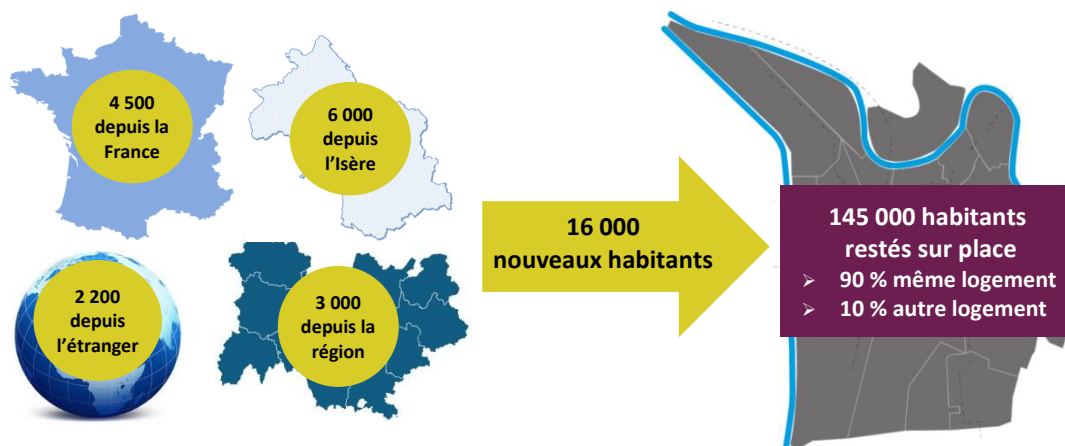 4 500
depuis la
France
6 000
depuis
l'Isère
2 200
depuis
l'étranger
3 000
depuis la
région
16 000
nouveaux habitants
145 000 habitants
restés sur place
➢ 90 % même logement
➢ 10 % autre logement